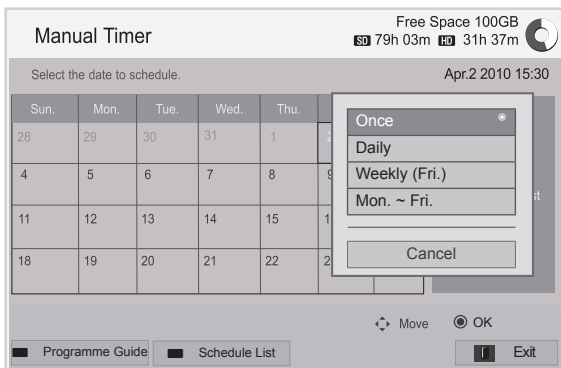 Manual Timer
Free Space 100GB
SD 79h 03m HD 31h 37m
Select the date to schedule.
Apr.2 2010 15:30
Sun. Mon. Tue. Wed. Thu.
28 29 30 31 1 2
4 5 6 7 8 9
11 12 13 14 15
18 19 20 21 22
Once
Daily
Weekly (Fri.)
Mon. ~ Fri.
Cancel
Move OK
Programme Guide Schedule List Exit